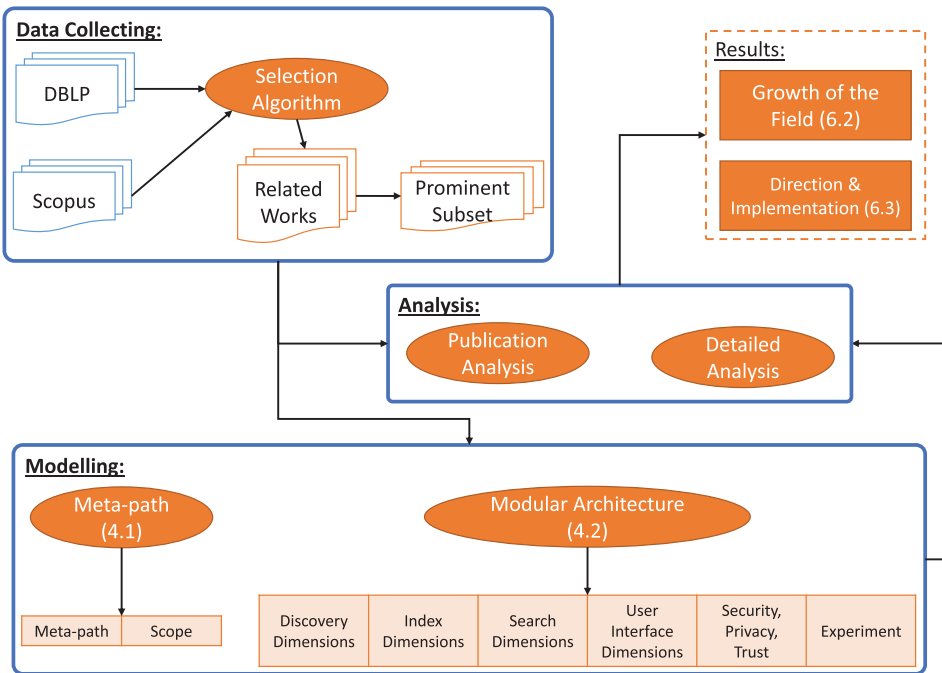 Data Collecting:
DBLP
Selection
Algorithm
Scopus
Related
Works
Prominent
Subset
Results:
Growth of the
Field (6.2)
Direction &
Implementation (6.3)
Analysis:
Publication
Analysis
Detailed
Analysis
Modelling:
Meta-path
(4.1)
Modular Architecture
(4.2)
Meta-path
Scope
Discovery
Dimensions
Index
Dimensions
Search
Dimensions
User
Interface
Dimensions
Security,
Privacy,
Trust
Experiment